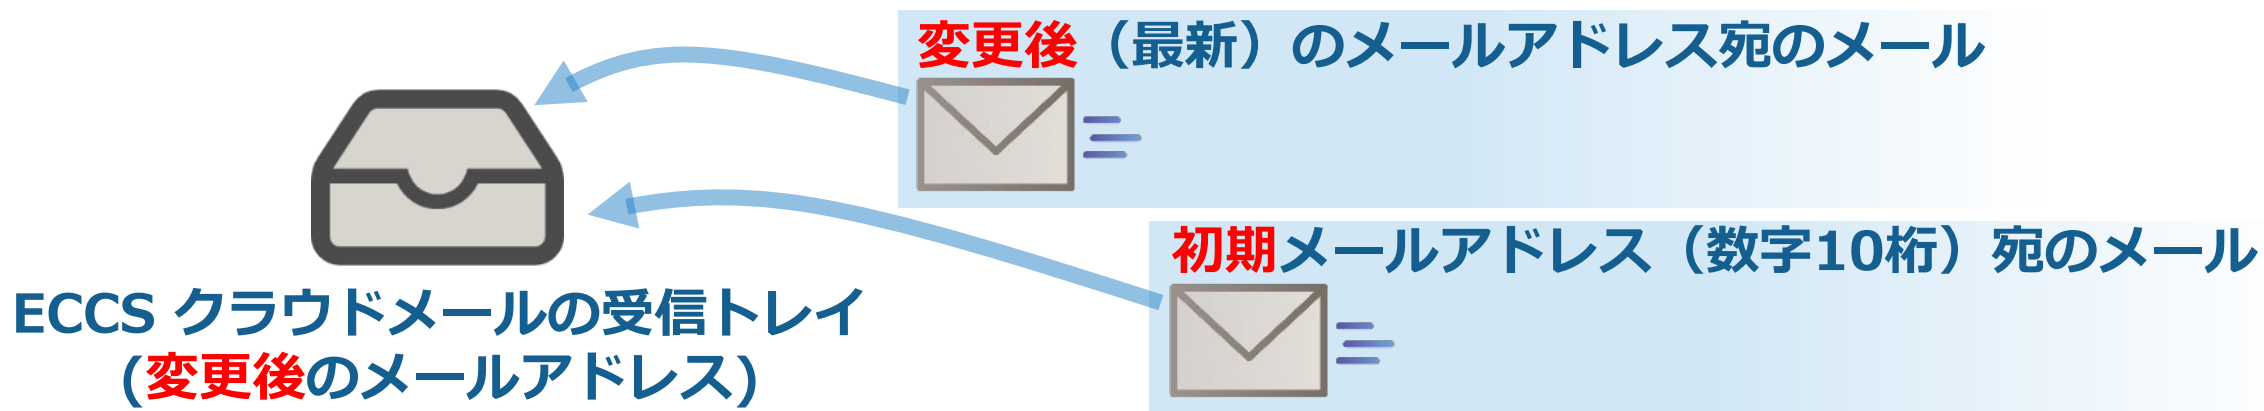 変更後（最新）のメールアドレス宛のメール
初期メールアドレス（数字10桁）宛のメール
ECCS クラウドメールの受信トレイ
(変更後のメールアドレス)